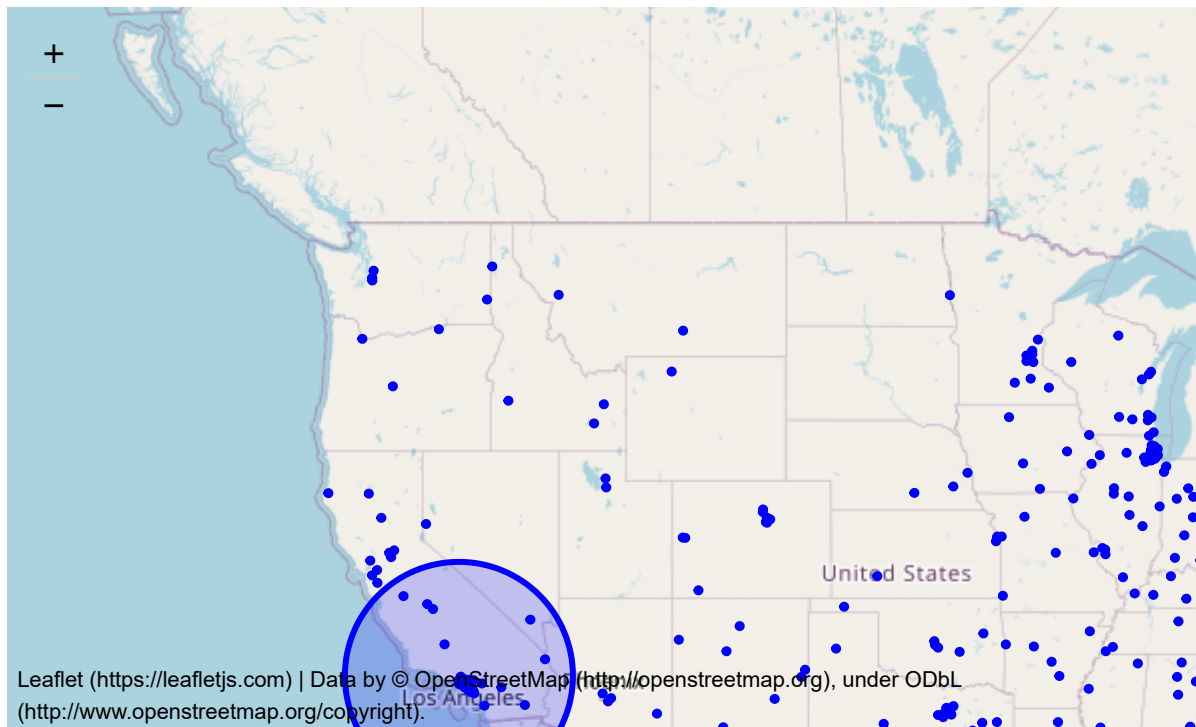 +
−
United States
Leaflet (https://leafletjs.com) | Data by © OpenStreetMap (http://openstreetmap.org), under ODbL
Los Angeles
(http://www.openstreetmap.org/copyright).